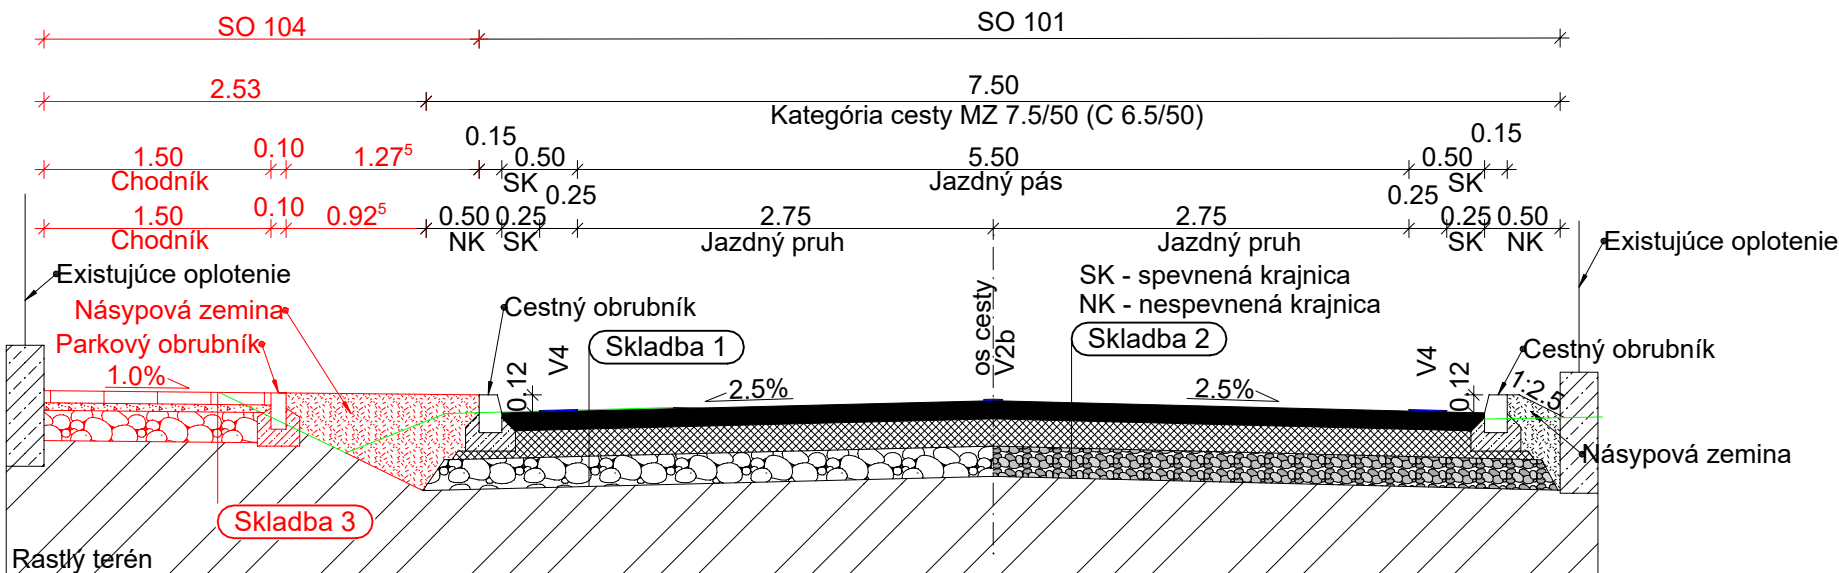 SO 104
SO 101
2.53
7.50
Kategória cesty MZ 7.5/50 (C 6.5/50)
1.50
0.10
1.27⁵
0.15
0.50
5.50
0.50
0.15
Chodník
SK
Jazdný pás
SK
1.50
0.10
0.92⁵
0.50
0.25
0.25
2.75
2.75
0.25
0.25
0.50
Chodník
NK
SK
Jazdný pruh
Jazdný pruh
SK
NK
Existujúce oplotenie
Existujúce oplotenie
SK - spevnená krajnica
NK - nespevnená krajnica
Násypová zemina
Cestný obrubník
os cesty
V2b
Parkový obrubník
Skladba 1
Skladba 2
Cestný obrubník
V4
V4
1.0%
0.12
2.5%
2.5%
0.12
1:2.5
Násypová zemina
Skladba 3
Rastlý terén